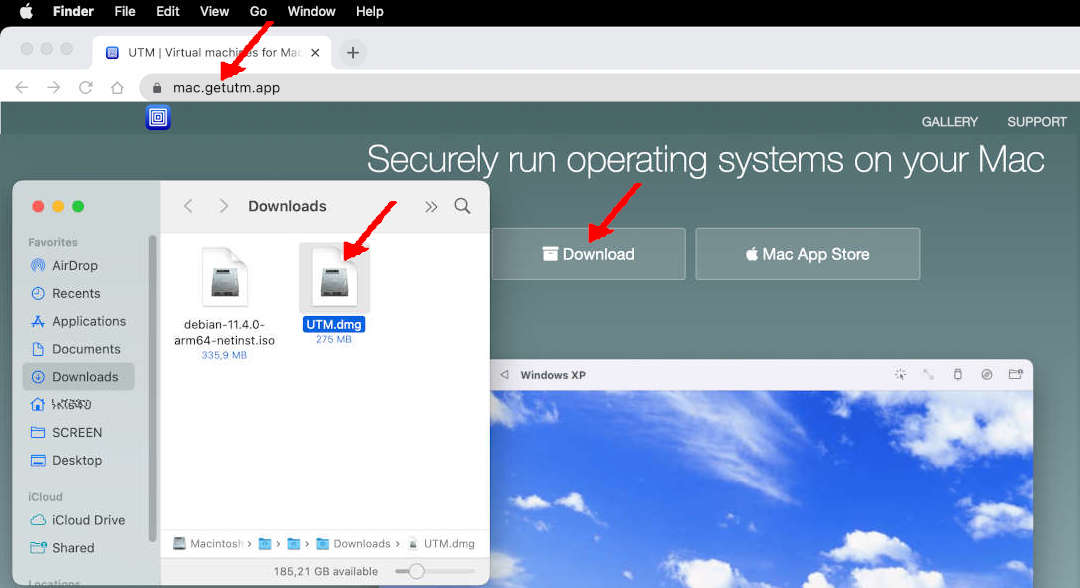 Finder File Edit View Go Window Help
UTM | Virtual machines for Mac
mac.getutm.app
GALLERY SUPPORT
Securely run operating systems on your Mac
Download
Mac App Store
Downloads
Favorites
AirDrop
Recents
Applications
Documents
Downloads
SCREEN
Desktop
iCloud
iCloud Drive
Shared
Locations
debian-11.4.0-
arm64-netinst.iso
335,9 MB
UTM.dmg
275 MB
Macintosh › › › Downloads › UTM.dmg
185,21 GB available
Windows XP